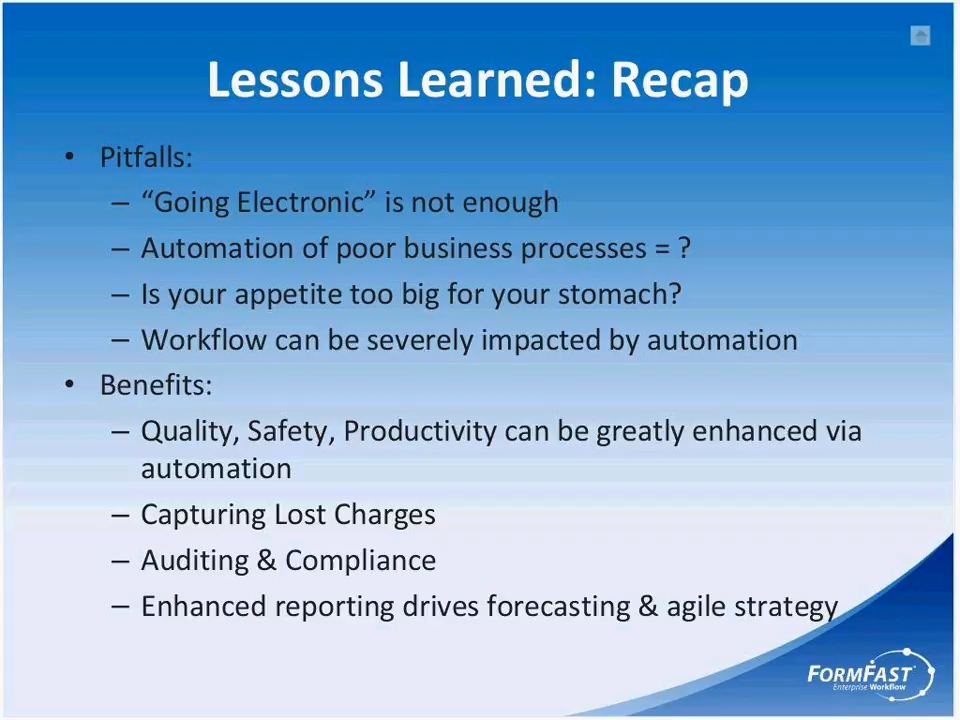 Lessons Learned: Recap
• Pitfalls:
– “Going Electronic” is not enough
– Automation of poor business processes = ?
– Is your appetite too big for your stomach?
– Workflow can be severely impacted by automation
• Benefits:
– Quality, Safety, Productivity can be greatly enhanced via
automation
– Capturing Lost Charges
– Auditing & Compliance
– Enhanced reporting drives forecasting & agile strategy
FORMFAST
Enterprise Workflow